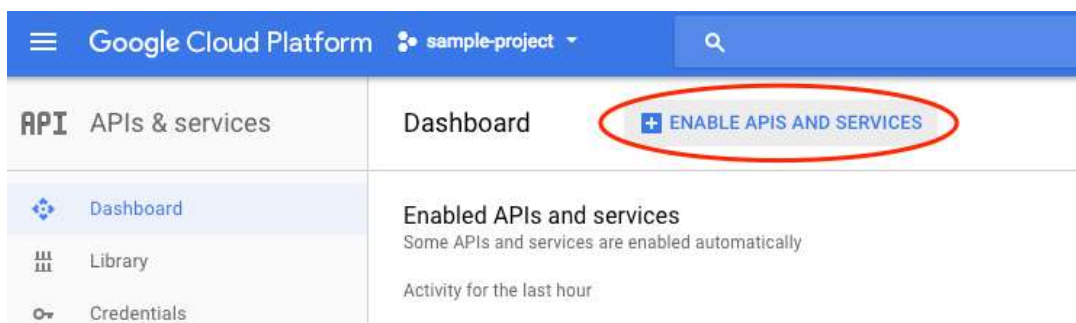 Google Cloud Platform sample-project
API APIs & services
Dashboard ENABLE APIS AND SERVICES
Dashboard
Library
Credentials
Enabled APIs and services
Some APIs and services are enabled automatically
Activity for the last hour